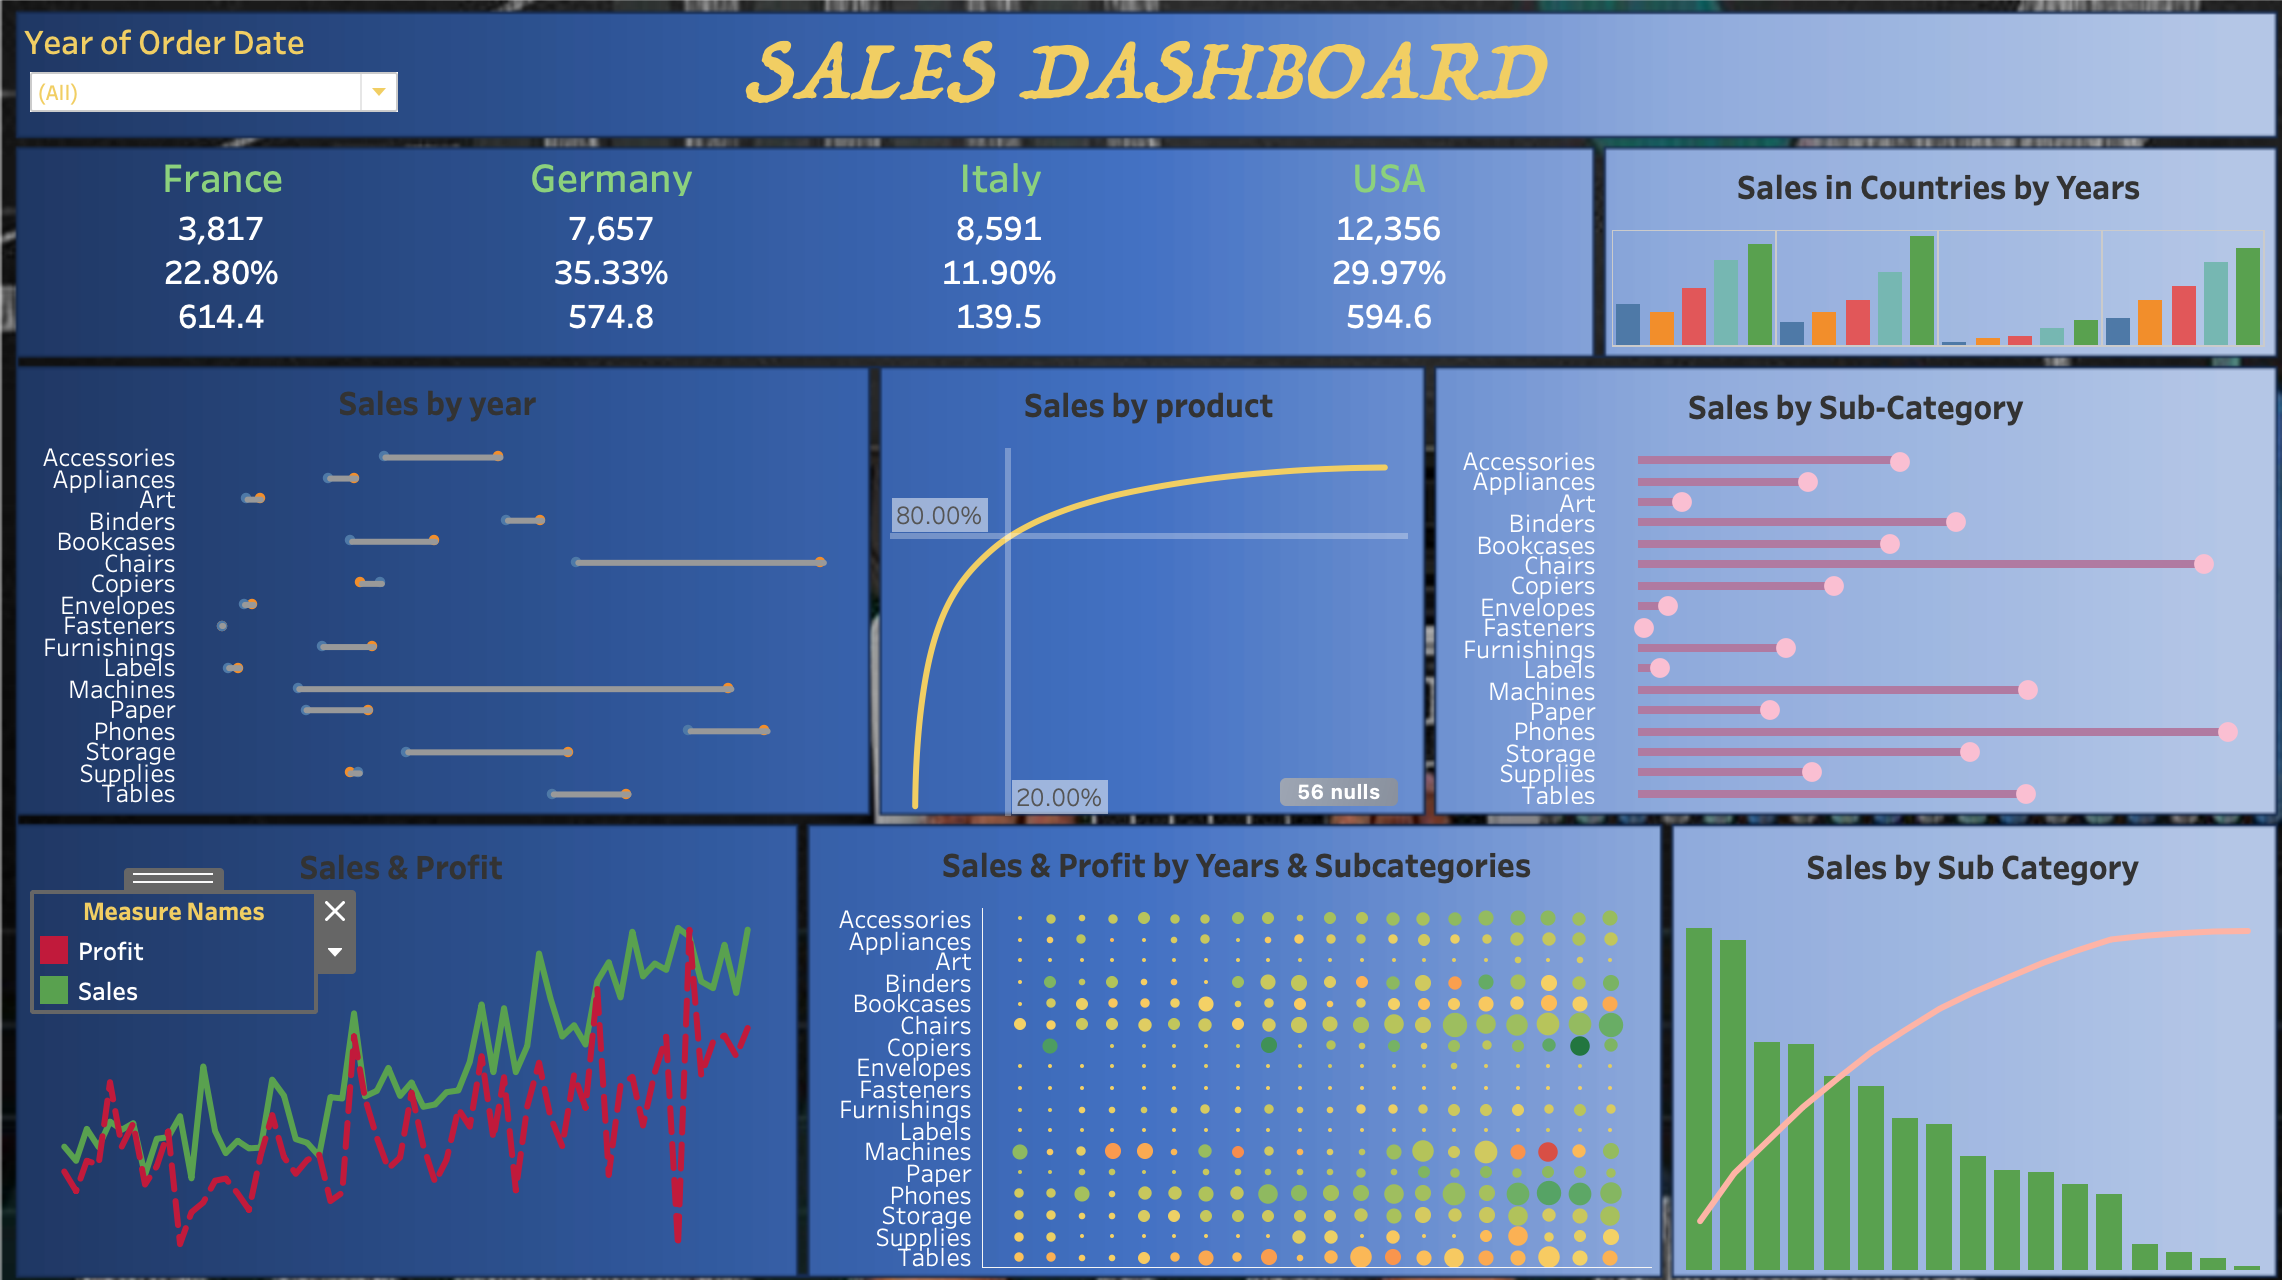 Year of Order Date
(All)
SALES DASHBOARD
France
3,817
22.80%
614.4
Germany
7,657
35.33%
574.8
Italy
8,591
11.90%
139.5
USA
12,356
29.97%
594.6
Sales in Countries by Years
Sales by year
Accessories
Appliances
Art
Binders
Bookcases
Chairs
Copiers
Envelopes
Fasteners
Furnishings
Labels
Machines
Paper
Phones
Storage
Supplies
Tables
Sales by product
80.00%
20.00%
56 nulls
Sales by Sub-Category
Accessories
Appliances
Art
Binders
Bookcases
Chairs
Copiers
Envelopes
Fasteners
Furnishings
Labels
Machines
Paper
Phones
Storage
Supplies
Tables
Sales & Profit
Measure Names
Profit
Sales
Sales & Profit by Years & Subcategories
Accessories
Appliances
Art
Binders
Bookcases
Chairs
Copiers
Envelopes
Fasteners
Furnishings
Labels
Machines
Paper
Phones
Storage
Supplies
Tables
Sales by Sub Category